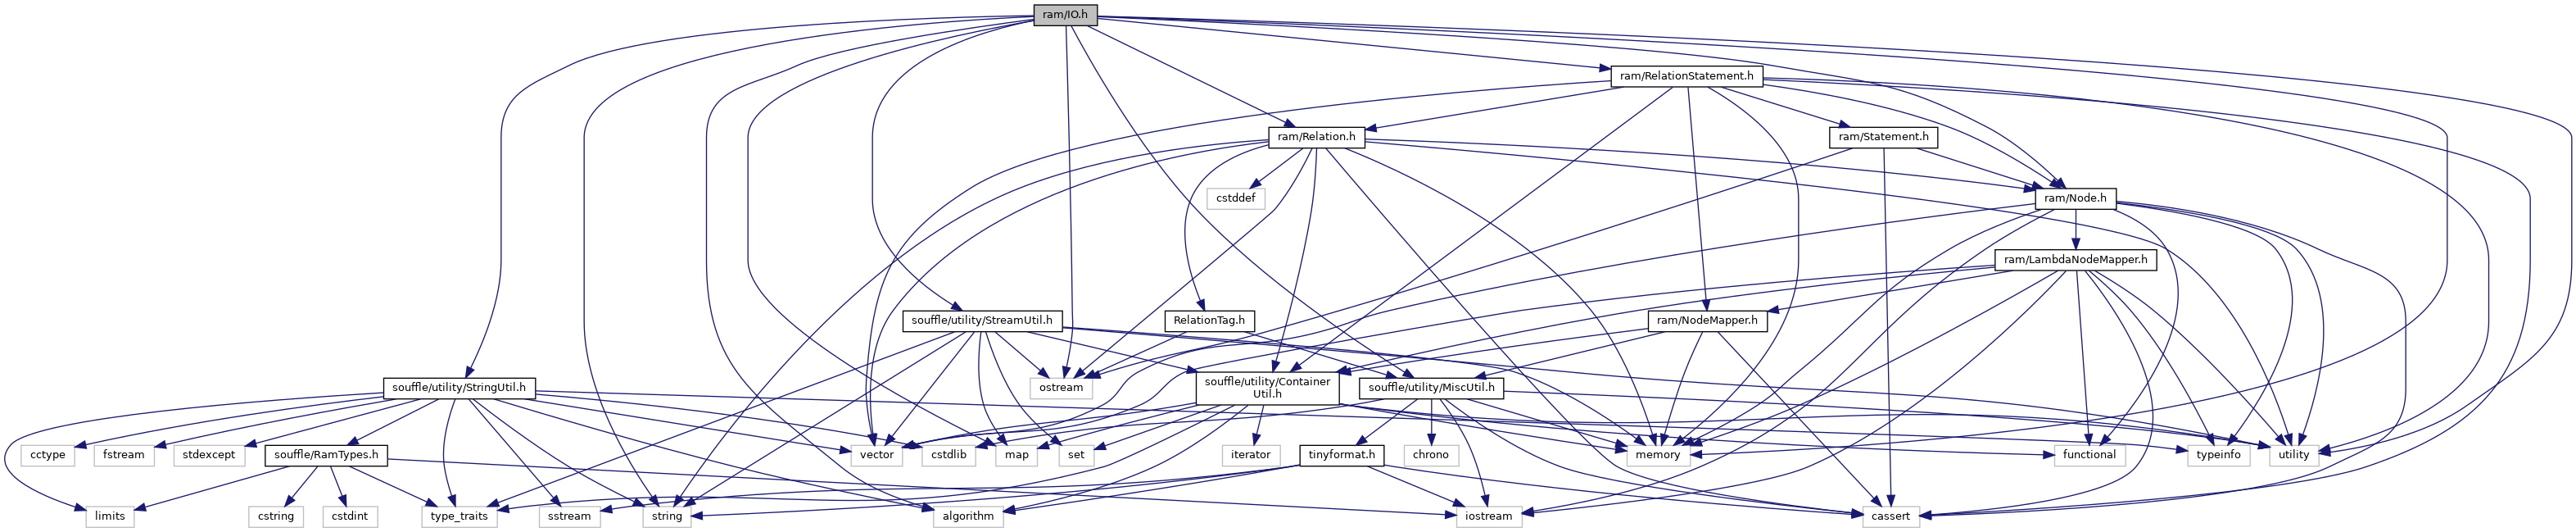 ram/IO.h
ram/RelationStatement.h
ram/Relation.h
ram/Statement.h
cstddef
ram/Node.h
ram/LambdaNodeMapper.h
souffle/utility/StreamUtil.h
RelationTag.h
ram/NodeMapper.h
souffle/utility/StringUtil.h
ostream
souffle/utility/Container
Util.h
souffle/utility/MiscUtil.h
cctype
fstream
stdexcept
souffle/RamTypes.h
vector
cstdlib
map
set
iterator
tinyformat.h
chrono
memory
functional
typeinfo
utility
limits
cstring
cstdint
type_traits
sstream
string
algorithm
iostream
cassert